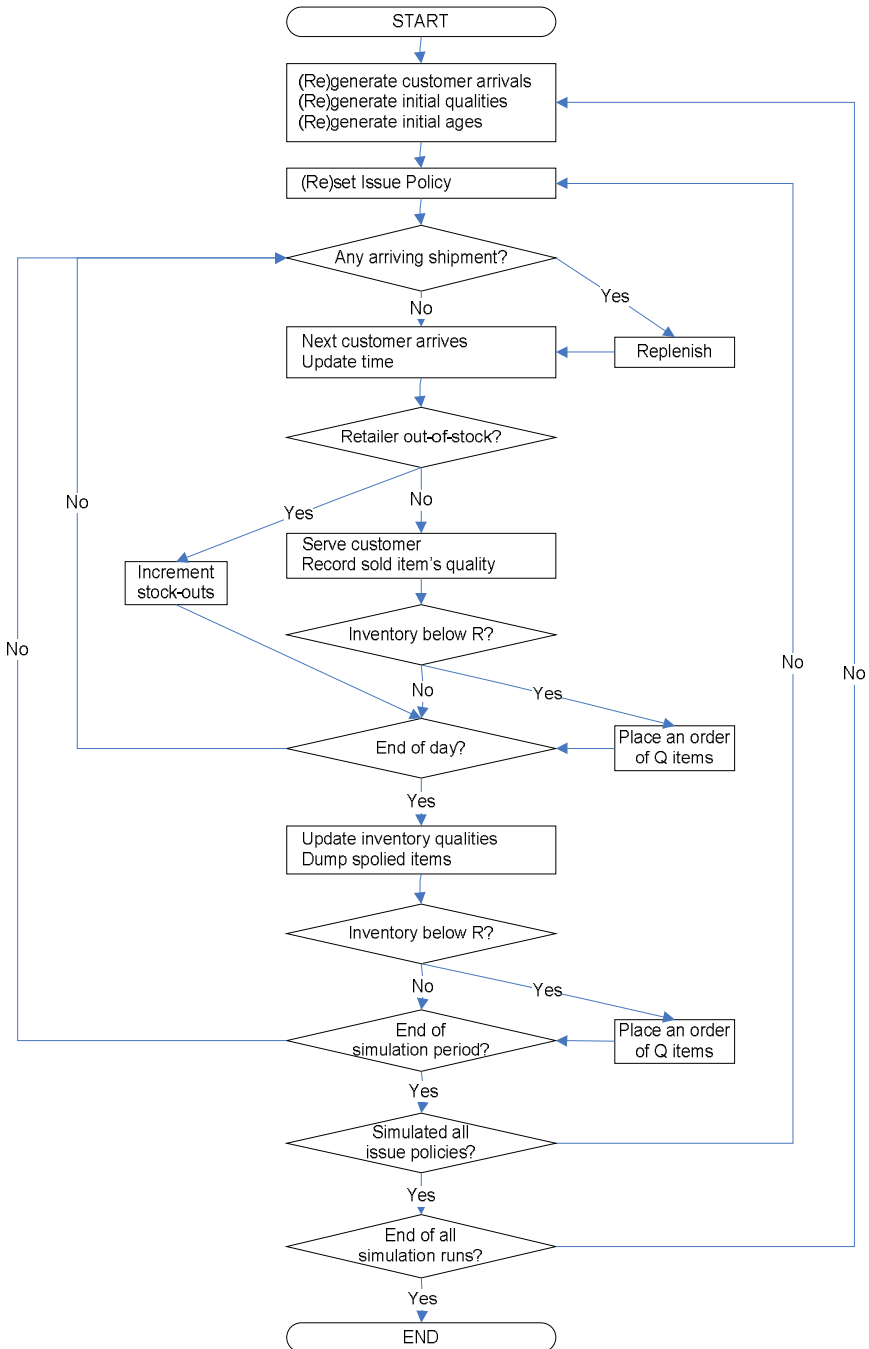 START
(Re)generate customer arrivals
(Re)generate initial qualities
(Re)generate initial ages
(Re)set Issue Policy
Any arriving shipment?
Yes
No
Next customer arrives
Update time
Replenish
Retailer out-of-stock?
No
Yes
No
Serve customer
Record sold item's quality
Increment
stock-outs
Inventory below R?
No
No
No
No
Yes
End of day?
Place an order
of Q items
Yes
Update inventory qualities
Dump spolied items
Inventory below R?
No
Yes
End of
simulation period?
Place an order
of Q items
Yes
Simulated all
issue policies?
Yes
End of all
simulation runs?
Yes
END